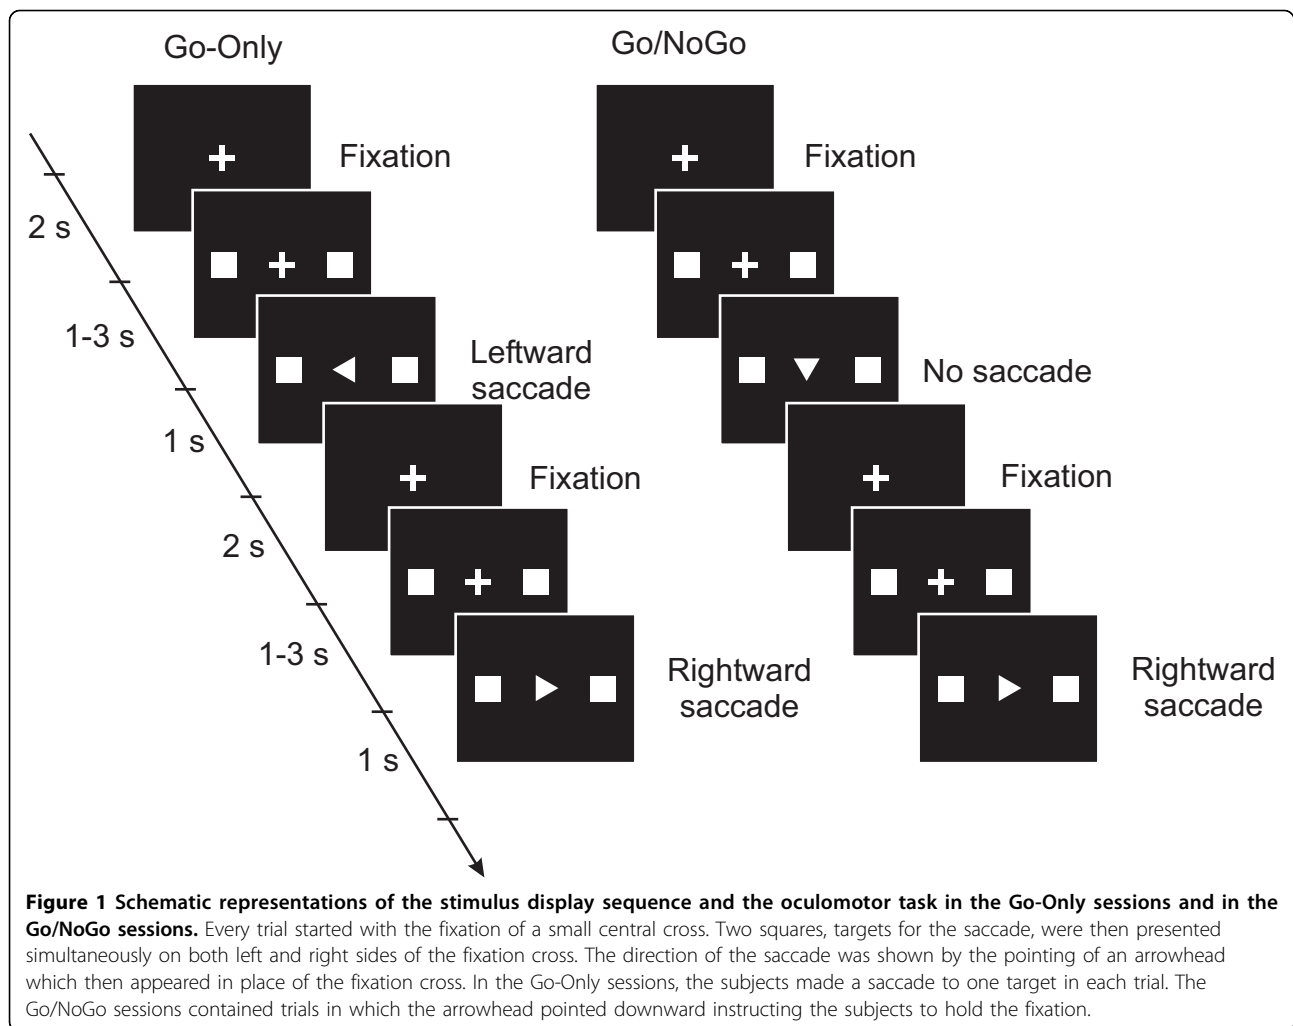 Go-Only
Go/NoGo
Fixation
Fixation
2 s
1-3 s
Leftward
saccade
No saccade
1 s
Fixation
Fixation
2 s
1-3 s
Rightward
saccade
Rightward
saccade
1 s
Figure 1 Schematic representations of the stimulus display sequence and the oculomotor task in the Go-Only sessions and in the
Go/NoGo sessions. Every trial started with the fixation of a small central cross. Two squares, targets for the saccade, were then presented
simultaneously on both left and right sides of the fixation cross. The direction of the saccade was shown by the pointing of an arrowhead
which then appeared in place of the fixation cross. In the Go-Only sessions, the subjects made a saccade to one target in each trial. The
Go/NoGo sessions contained trials in which the arrowhead pointed downward instructing the subjects to hold the fixation.